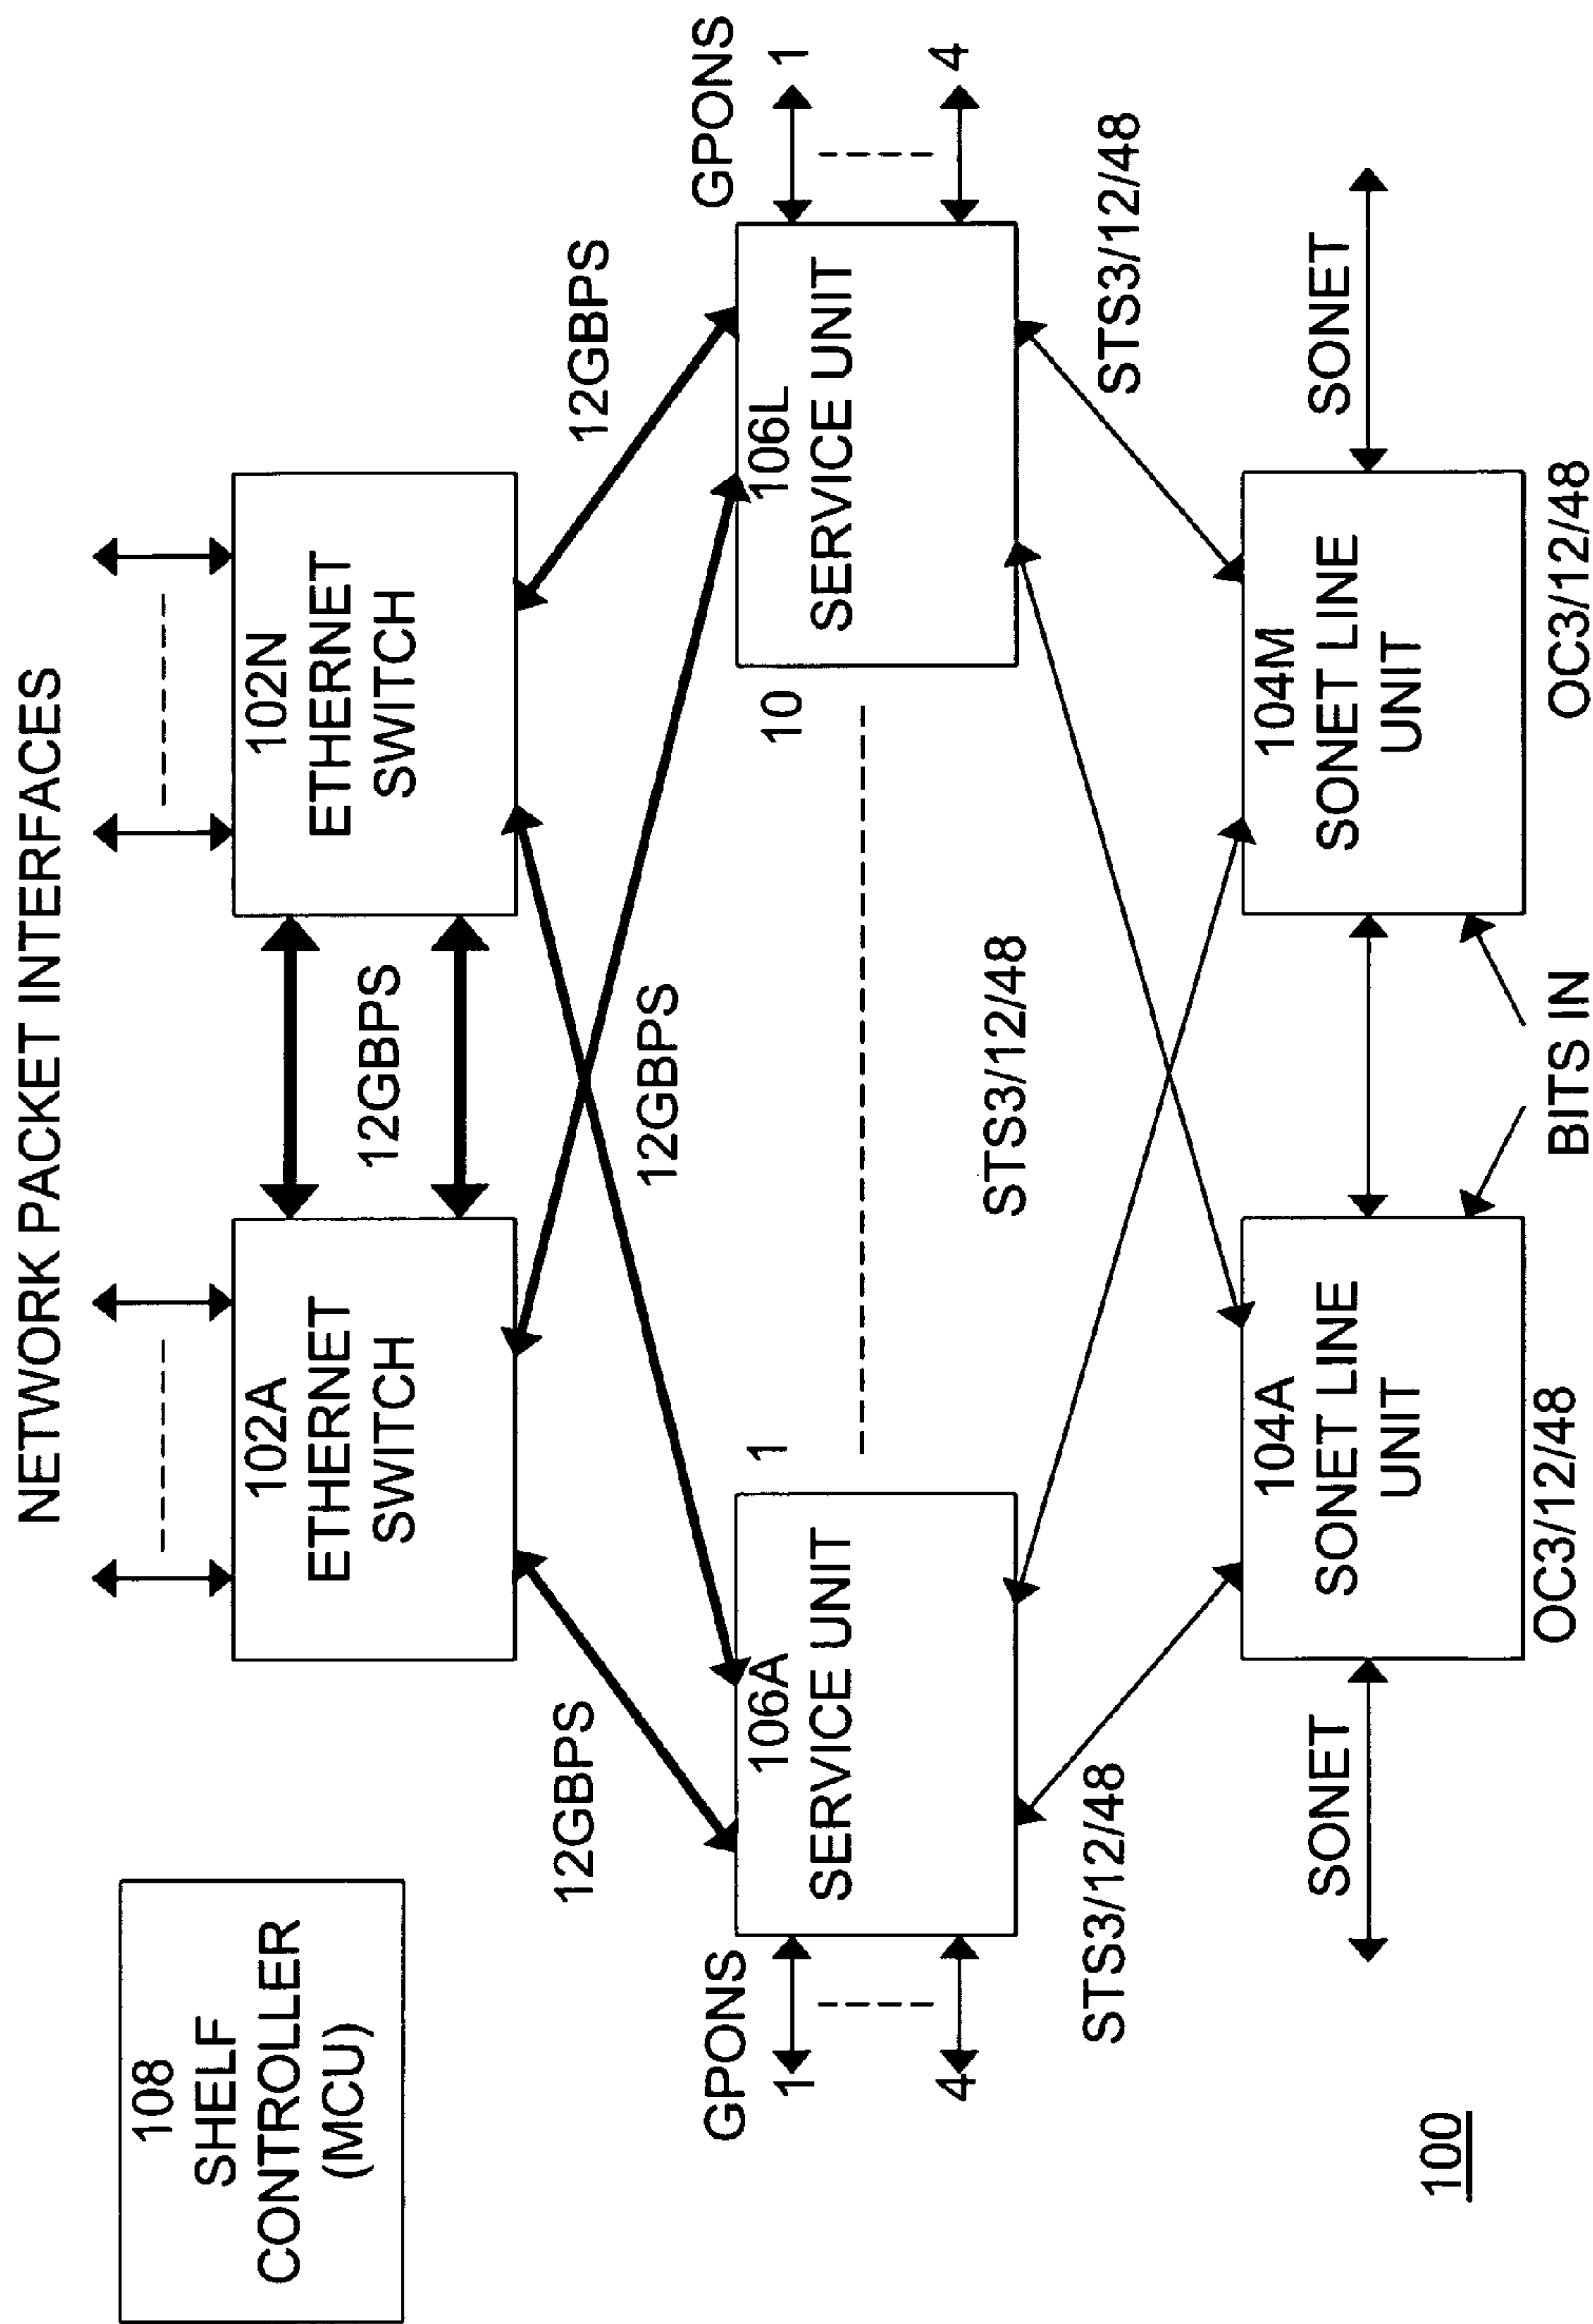 NETWORK PACKET INTERFACES
108
SHELF
CONTROLLER
(MCU)
102A
ETHERNET
SWITCH
12GBPS
102N
ETHERNET
SWITCH
12GBPS
12GBPS
12GBPS
GPONS
1
4
106A
SERVICE UNIT
1
10
106L
SERVICE UNIT
GPONS
1
4
STS3/12/48
STS3/12/48
STS3/12/48
SONET
104A
SONET LINE
UNIT
OC3/12/48
104M
SONET LINE
UNIT
OC3/12/48
SONET
BITS IN
100